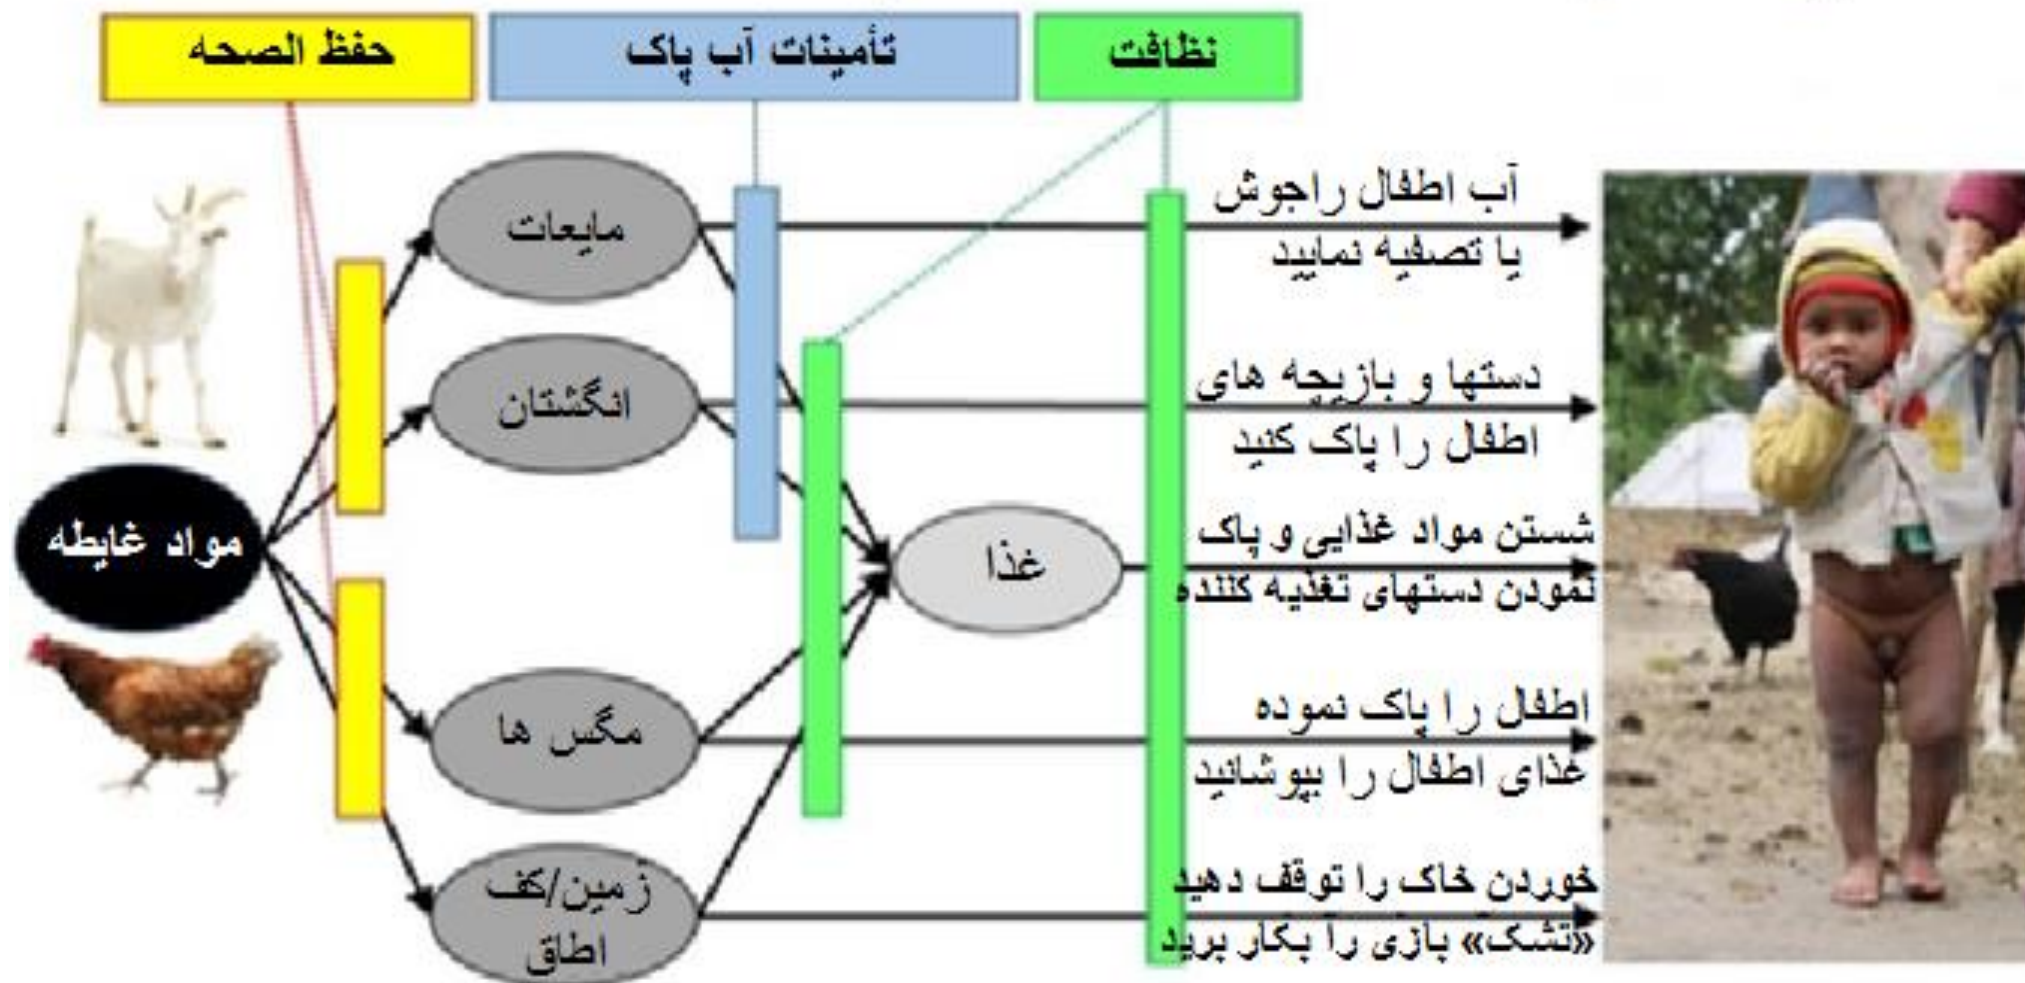 نظافت
تأمینات آب پاک
حفظ الصحه
آب اطفال راجوش
یا تصفیه نمایید
مایعات
دستها و بازیچه های
اطفال را پاک کنید
انگشتان
شستن مواد غذایی و پاک
نمودن دستهای تغذیه کننده
غذا
مواد غایطه
اطفال را پاک نموده
غذای اطفال را بپوشانید
مگس ها
خوردن خاک را توقف دهید
«تشک» بازی را بکار برید
زمین/کف
اطاق